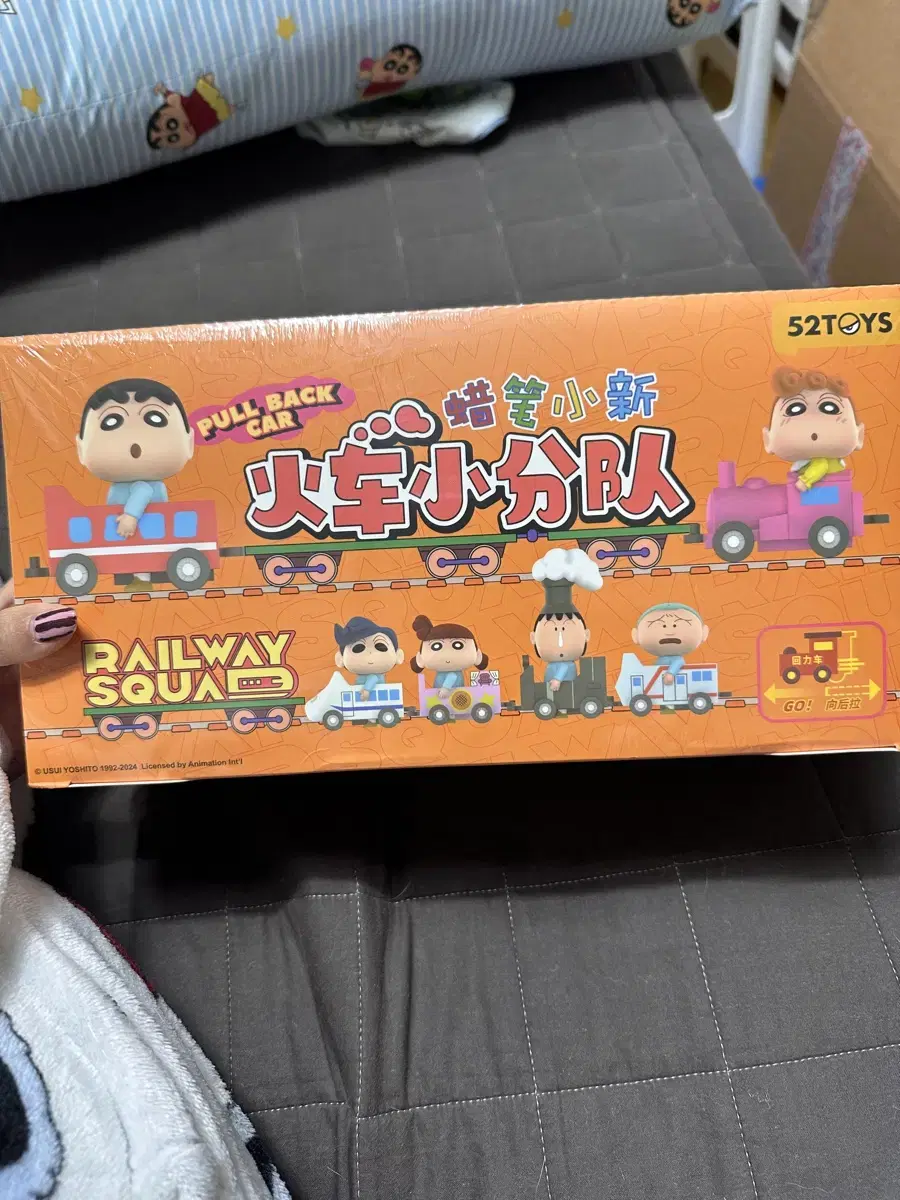 52TOYS
PULL BACK
CAR
蜡笔小新
火车小分队
RAILWAY
SQUAD
回力车
GO! 向后拉
© USUI YOSHITO 1992-2024 Licensed by Animation Int'l